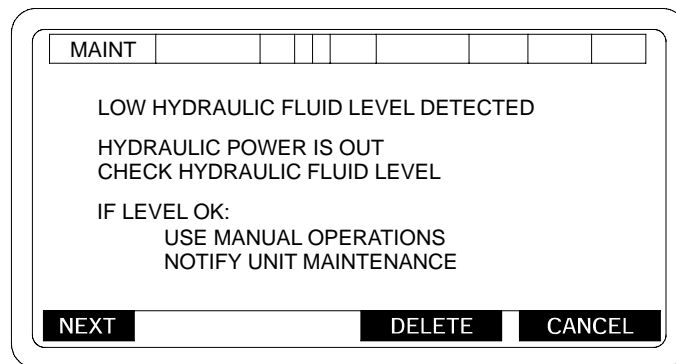 MAINT
LOW HYDRAULIC FLUID LEVEL DETECTED
HYDRAULIC POWER IS OUT
CHECK HYDRAULIC FLUID LEVEL
IF LEVEL OK:
USE MANUAL OPERATIONS
NOTIFY UNIT MAINTENANCE
NEXT DELETE CANCEL